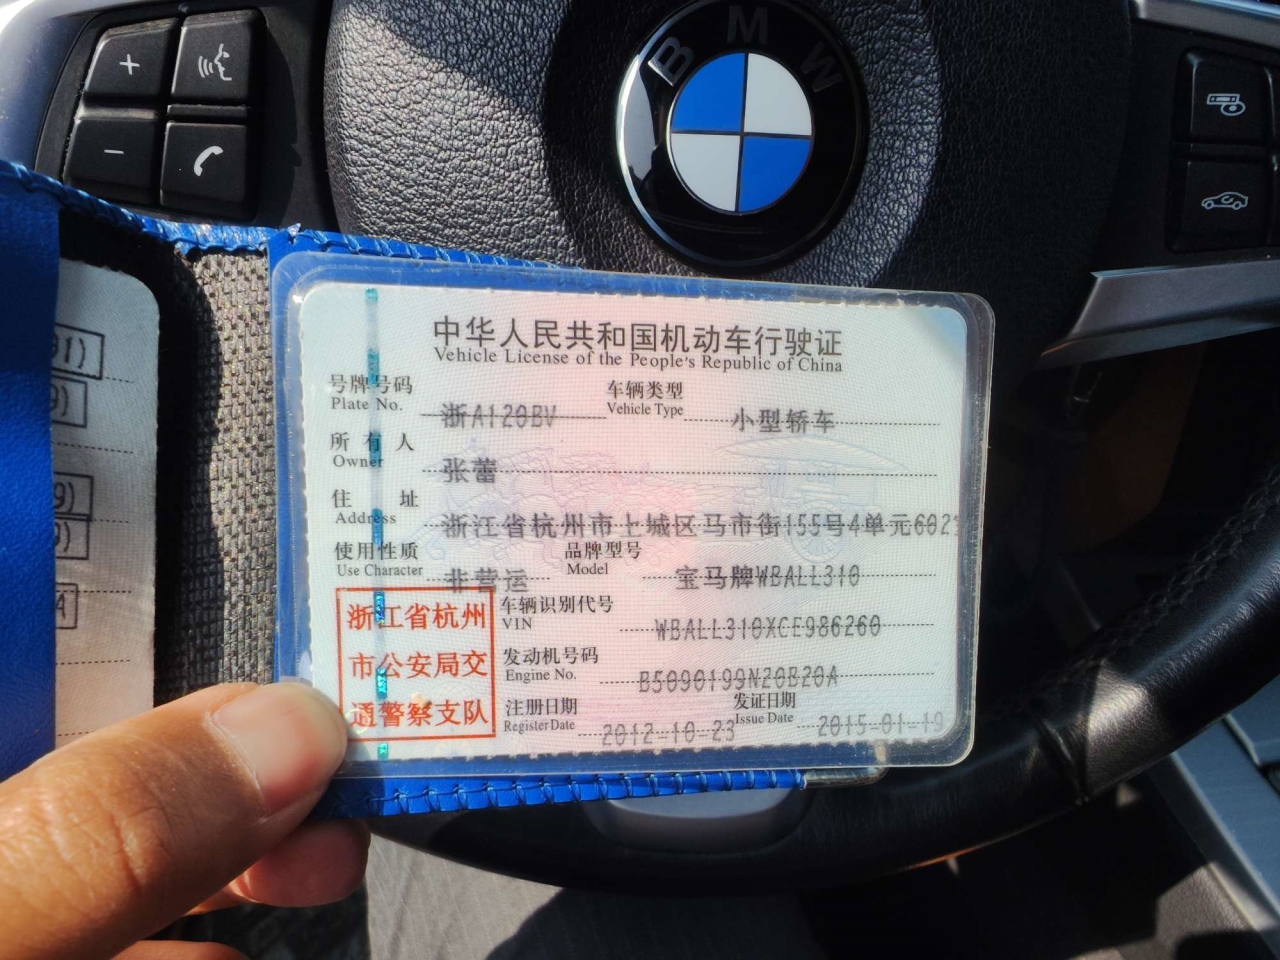 BMW
中华人民共和国机动车行驶证
Vehicle License of the People's Republic of China
号牌号码 浙A120BV 车辆类型 小型轿车
Plate No. Vehicle Type
所有人 张蕾
Owner
住址 浙江省杭州市上城区马市街155号4单元602
Address
使用性质 非营运 品牌型号 宝马牌WBALL310
Use Character Model
浙江省杭州
市公安局交
通警察支队
车辆识别代号 WBALL310XCE986260
VIN
发动机号码 B5090199N20B20A
Engine No.
注册日期 2012-10-23 发证日期 2015-01-19
Register Date Issue Date